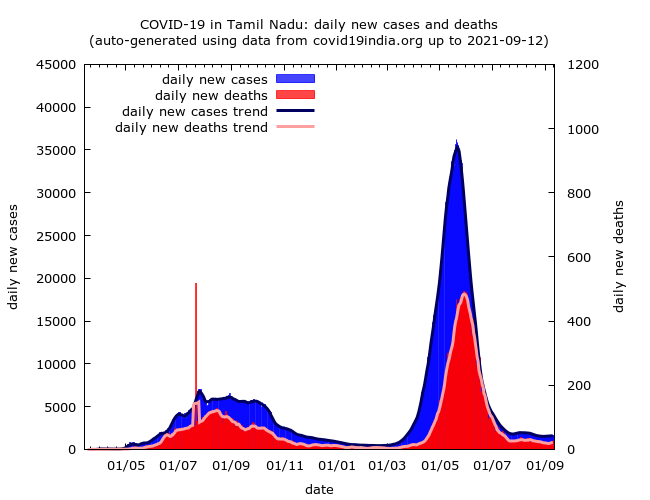 COVID-19 in Tamil Nadu: daily new cases and deaths
(auto-generated using data from covid19india.org up to 2021-09-12)
daily new cases
daily new deaths
daily new cases trend
daily new deaths trend
45000
40000
35000
30000
25000
20000
15000
10000
5000
0
daily new cases
1200
1000
800
600
400
200
0
daily new deaths
01/05 01/07 01/09 01/11 01/01 01/03 01/05 01/07 01/09
date